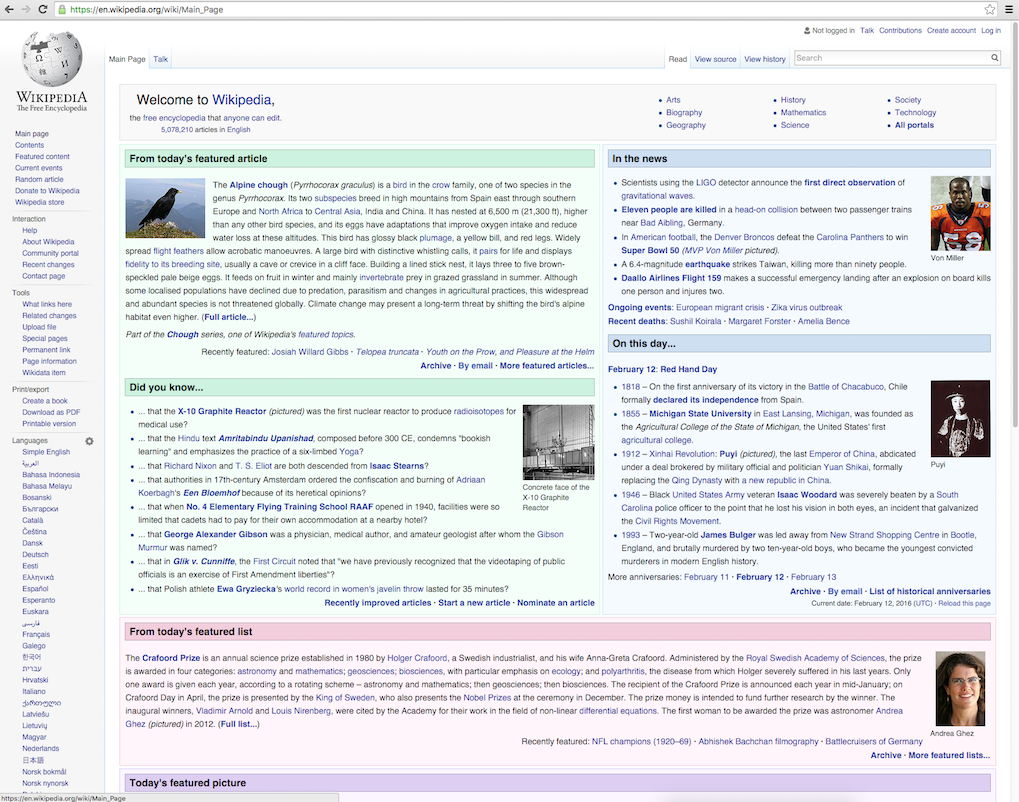 https://en.wikipedia.org/wiki/Main_Page
Not logged in Talk Contributions Create account Log in
Main Page Talk
Read View source View history Search
WIKIPEDIA
The Free Encyclopedia
Main page
Contents
Featured content
Current events
Random article
Donate to Wikipedia
Wikipedia store
Interaction
Help
About Wikipedia
Community portal
Recent changes
Contact page
Tools
What links here
Related changes
Upload file
Special pages
Permanent link
Page information
Wikidata item
Print/export
Create a book
Download as PDF
Printable version
Languages
Simple English
العربية
Bahasa Indonesia
Bahasa Melayu
Bosanski
Български
Català
Čeština
Dansk
Deutsch
Eesti
Ελληνικά
Español
Esperanto
Euskara
فارسی
Français
Galego
한국어
עברית
Hrvatski
Italiano
ქართული
Latviešu
Lietuvių
Magyar
Nederlands
日本語
Norsk bokmål
Norsk nynorsk
https://en.wikipedia.org/wiki/Main_Page
Welcome to Wikipedia,
the free encyclopedia that anyone can edit.
5,078,210 articles in English
Arts
Biography
Geography
History
Mathematics
Science
Society
Technology
All portals
From today's featured article
The Alpine chough (Pyrrhocorax graculus) is a bird in the crow family, one of two species in the
genus Pyrrhocorax. Its two subspecies breed in high mountains from Spain east through southern
Europe and North Africa to Central Asia, India and China. It has nested at 6,500 m (21,300 ft), higher
than any other bird species, and its eggs have adaptations that improve oxygen intake and reduce
water loss at these altitudes. This bird has glossy black plumage, a yellow bill, and red legs. Widely
spread flight feathers allow acrobatic manoeuvres. A large bird with distinctive whistling calls, it pairs for life and displays
fidelity to its breeding site, usually a cave or crevice in a cliff face. Building a lined stick nest, it lays three to five brown-
speckled pale beige eggs. It feeds on fruit in winter and mainly invertebrate prey in grazed grassland in summer. Although
some localised populations have declined due to predation, parasitism and changes in agricultural practices, this widespread
and abundant species is not threatened globally. Climate change may present a long-term threat by shifting the bird's alpine
habitat even higher. (Full article...)
Part of the Chough series, one of Wikipedia's featured topics.
Recently featured: Josiah Willard Gibbs · Telopea truncata · Youth on the Prow, and Pleasure at the Helm
Archive · By email · More featured articles...
Did you know...
... that the X-10 Graphite Reactor (pictured) was the first nuclear reactor to produce radioisotopes for
medical use?
... that the Hindu text Amritabindu Upanishad, composed before 300 CE, condemns "bookish
learning" and emphasizes the practice of a six-limbed Yoga?
... that Richard Nixon and T. S. Eliot are both descended from Isaac Stearns?
... that authorities in 17th-century Amsterdam ordered the confiscation and burning of Adriaan
Koerbagh's Een Bloemhof because of its heretical opinions?
... that when No. 4 Elementary Flying Training School RAAF opened in 1940, facilities were so
limited that cadets had to pay for their own accommodation at a nearby hotel?
... that George Alexander Gibson was a physician, medical author, and amateur geologist after whom the Gibson
Murmur was named?
... that in Glik v. Cunniffe, the First Circuit noted that "we have previously recognized that the videotaping of public
officials is an exercise of First Amendment liberties"?
... that Polish athlete Ewa Gryziecka's world record in women's javelin throw lasted for 35 minutes?
Concrete face of the
X-10 Graphite
Reactor
Recently improved articles · Start a new article · Nominate an article
In the news
Scientists using the LIGO detector announce the first direct observation of
gravitational waves.
Eleven people are killed in a head-on collision between two passenger trains
near Bad Aibling, Germany.
In American football, the Denver Broncos defeat the Carolina Panthers to win
Super Bowl 50 (MVP Von Miller pictured).
A 6.4-magnitude earthquake strikes Taiwan, killing more than ninety people.
Daallo Airlines Flight 159 makes a successful emergency landing after an explosion on board kills
one person and injures two.
Von Miller
Ongoing events: European migrant crisis · Zika virus outbreak
Recent deaths: Sushil Koirala · Margaret Forster · Amelia Bence
On this day...
February 12: Red Hand Day
1818 – On the first anniversary of its victory in the Battle of Chacabuco, Chile
formally declared its independence from Spain.
1855 – Michigan State University in East Lansing, Michigan, was founded as
the Agricultural College of the State of Michigan, the United States' first
agricultural college.
1912 – Xinhai Revolution: Puyi (pictured), the last Emperor of China, abdicated
under a deal brokered by military official and politician Yuan Shikai, formally
replacing the Qing Dynasty with a new republic in China.
1946 – Black United States Army veteran Isaac Woodard was severely beaten by a South
Carolina police officer to the point that he lost his vision in both eyes, an incident that galvanized
the Civil Rights Movement.
1993 – Two-year-old James Bulger was led away from New Strand Shopping Centre in Bootle,
England, and brutally murdered by two ten-year-old boys, who became the youngest convicted
murderers in modern English history.
Puyi
More anniversaries: February 11 · February 12 · February 13
Archive · By email · List of historical anniversaries
Current date: February 12, 2016 (UTC) · Reload this page
From today's featured list
The Crafoord Prize is an annual science prize established in 1980 by Holger Crafoord, a Swedish industrialist, and his wife Anna-Greta Crafoord. Administered by the Royal Swedish Academy of Sciences, the prize
is awarded in four categories: astronomy and mathematics; geosciences; biosciences, with particular emphasis on ecology; and polyarthritis, the disease from which Holger severely suffered in his last years. Only
one award is given each year, according to a rotating scheme – astronomy and mathematics; then geosciences; then biosciences. The recipient of the Crafoord Prize is announced each year in mid-January; on
Crafoord Day in April, the prize is presented by the King of Sweden, who also presents the Nobel Prizes at the ceremony in December. The prize money is intended to fund further research by the winner. The
inaugural winners, Vladimir Arnold and Louis Nirenberg, were cited by the Academy for their work in the field of non-linear differential equations. The first woman to be awarded the prize was astronomer Andrea
Ghez (pictured) in 2012. (Full list...)
Andrea Ghez
Recently featured: NFL champions (1920–69) · Abhishek Bachchan filmography · Battlecruisers of Germany
Archive · More featured lists...
Today's featured picture